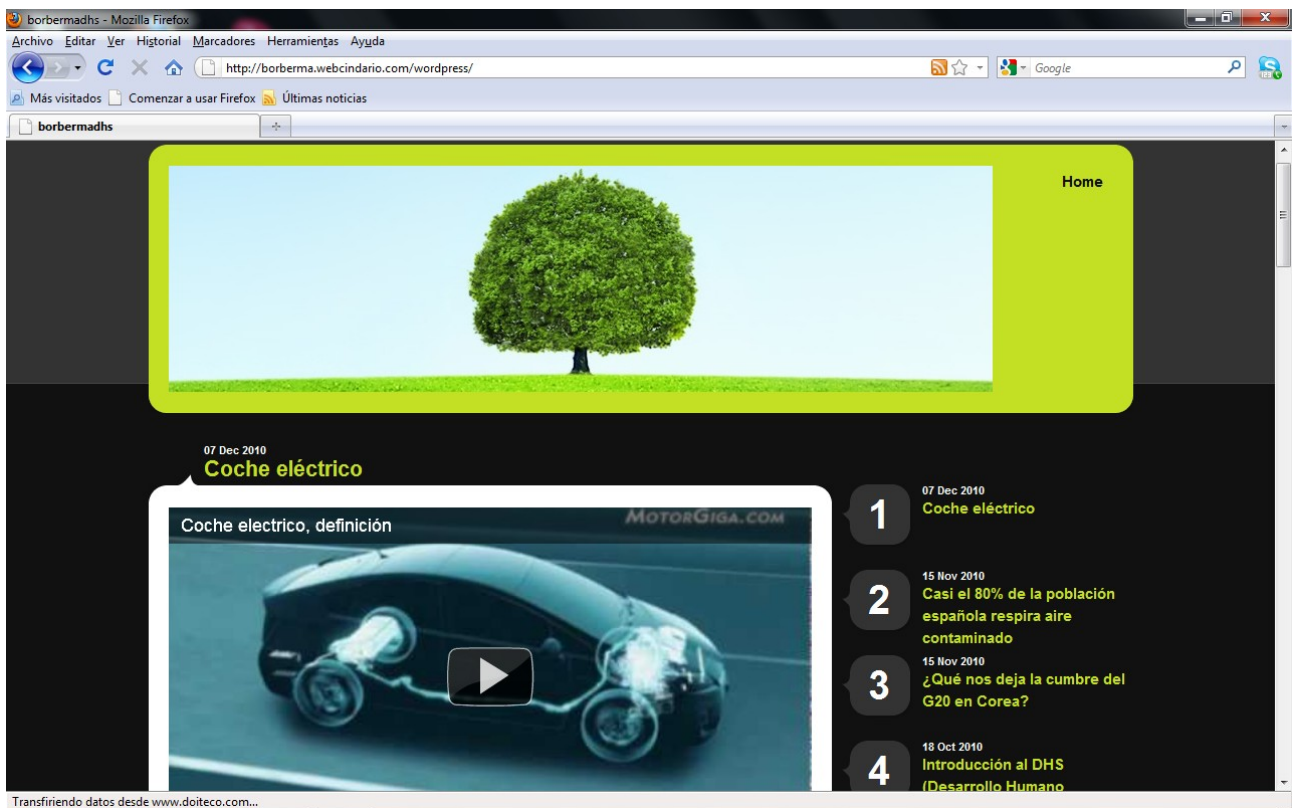 borbermadhs - Mozilla Firefox
Archivo Editar Ver Historial Marcadores Herramientas Ayuda
http://borberma.webcindario.com/wordpress/
Google
Más visitados Comenzar a usar Firefox Últimas noticias
borbermadhs
Home
07 Dec 2010
Coche eléctrico
Coche electrico, definición
MotorGiga.com
1
07 Dec 2010
Coche eléctrico
2
15 Nov 2010
Casi el 80% de la población
española respira aire
contaminado
3
15 Nov 2010
¿Qué nos deja la cumbre del
G20 en Corea?
4
18 Oct 2010
Introducción al DHS
(Desarrollo Humano
Transfiriendo datos desde www.doiteco.com...